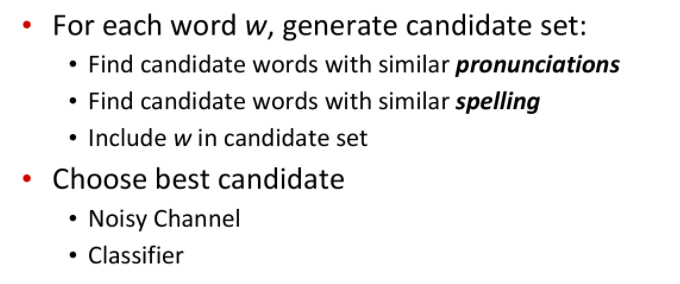 • For each word w, generate candidate set:
• Find candidate words with similar pronunciations
• Find candidate words with similar spelling
• Include w in candidate set
• Choose best candidate
• Noisy Channel
• Classifier